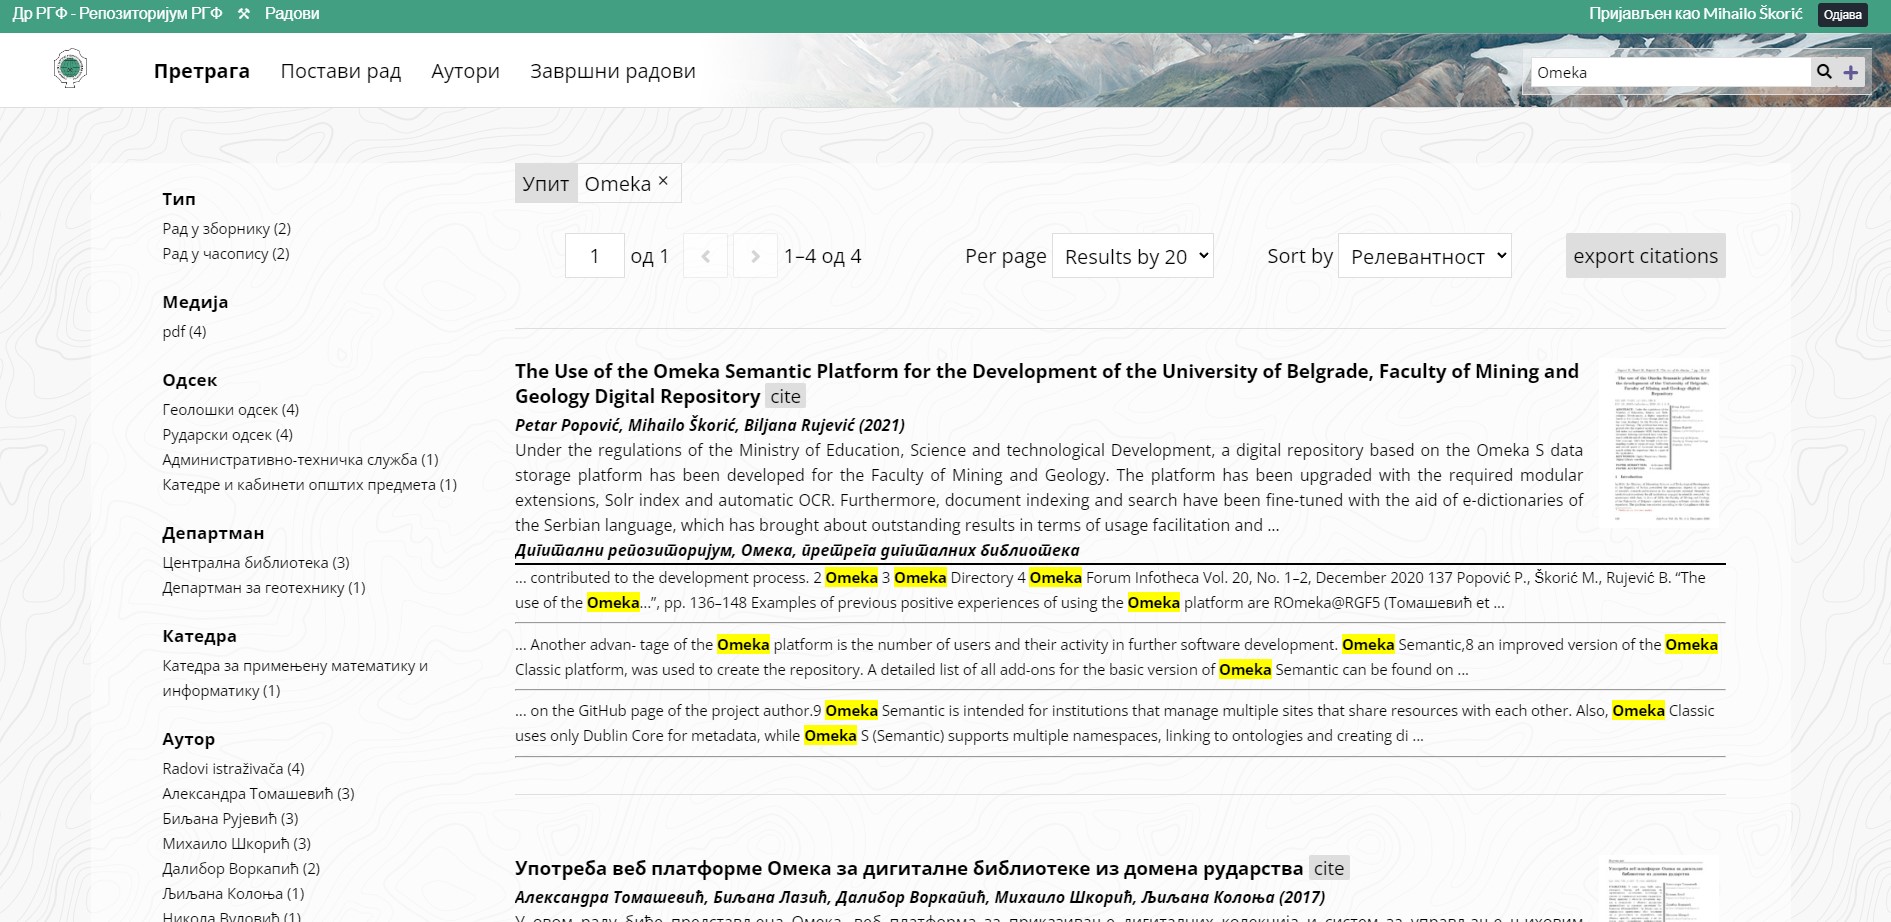 Др РГФ - Репозиторијум РГФ ⚒ Радови
Пријављен као Mihailo Škorić Одјава
Претрага Постави рад Аутори Завршни радови
Omeka
Тип
Рад у зборнику (2)
Рад у часопису (2)
Медија
pdf (4)
Одсек
Геолошки одсек (4)
Рударски одсек (4)
Административно-техничка служба (1)
Катедре и кабинети општих предмета (1)
Департман
Централна библиотека (3)
Департман за геотехнику (1)
Катедра
Катедра за примењену математику и
информатику (1)
Аутор
Radovi istraživača (4)
Александра Томашевић (3)
Биљана Рујевић (3)
Михаило Шкорић (3)
Далибор Воркапић (2)
Љиљана Колоња (1)
Никола Вуловић (1)
Упит Omeka ×
1 од 1 1–4 од 4 Per page Results by 20 Sort by Релевантност export citations
The Use of the Omeka Semantic Platform for the Development of the University of Belgrade, Faculty of Mining and
Geology Digital Repository cite
Petar Popović, Mihailo Škorić, Biljana Rujević (2021)
Under the regulations of the Ministry of Education, Science and technological Development, a digital repository based on the Omeka S data
storage platform has been developed for the Faculty of Mining and Geology. The platform has been upgraded with the required modular
extensions, Solr index and automatic OCR. Furthermore, document indexing and search have been fine-tuned with the aid of e-dictionaries of
the Serbian language, which has brought about outstanding results in terms of usage facilitation and ...
Дигитални репозиторијум, Омека, претрега дигиталних библиотека
... contributed to the development process. 2 Omeka 3 Omeka Directory 4 Omeka Forum Infotheca Vol. 20, No. 1–2, December 2020 137 Popović P., Škorić M., Rujević B. “The
use of the Omeka...”, pp. 136–148 Examples of previous positive experiences of using the Omeka platform are ROmeka@RGF5 (Томашевић et ...
... Another advan- tage of the Omeka platform is the number of users and their activity in further software development. Omeka Semantic,8 an improved version of the Omeka
Classic platform, was used to create the repository. A detailed list of all add-ons for the basic version of Omeka Semantic can be found on ...
... on the GitHub page of the project author.9 Omeka Semantic is intended for institutions that manage multiple sites that share resources with each other. Also, Omeka Classic
uses only Dublin Core for metadata, while Omeka S (Semantic) supports multiple namespaces, linking to ontologies and creating di ...
Употреба веб платформе Омека за дигиталне библиотеке из домена рударства cite
Александра Томашевић, Биљана Лазић, Далибор Воркапић, Михаило Шкорић, Љиљана Колоња (2017)
У овом раду биће представљена Омека, веб платформа за приказивање дигиталних колекција и систем за управљање њиховим